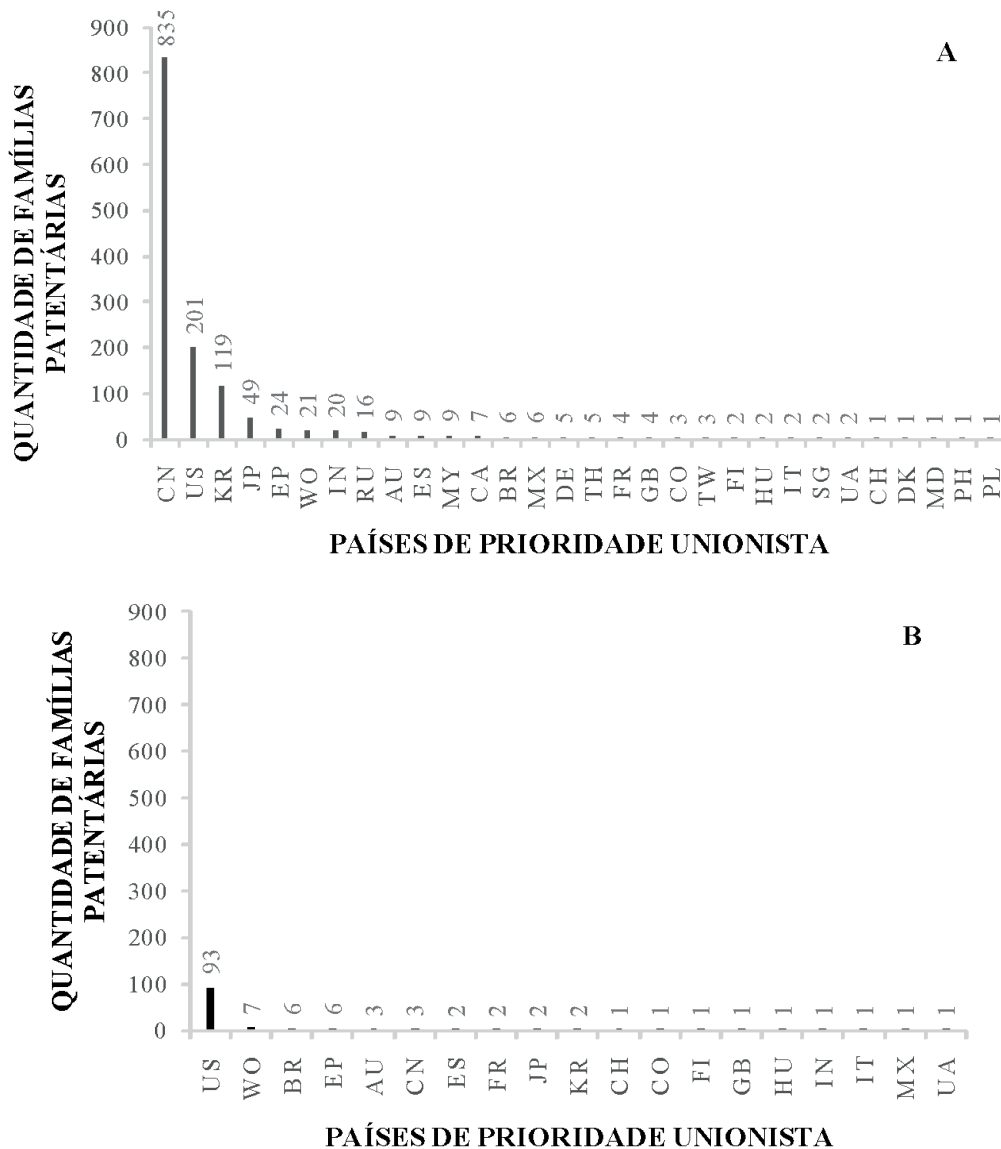 A
QUANTIDADE DE FAMÍLIAS
PATENTÁRIAS
900
800
700
600
500
400
300
200
100
0
835
201
119
49
24
21
20
16
9
9
9
7
6
6
5
5
4
4
3
3
2
2
2
2
2
1
1
1
1
1
CN
US
KR
JP
EP
WO
IN
RU
AU
ES
MY
CA
BR
MX
DE
TH
FR
GB
CO
TW
FI
HU
IT
SG
UA
CH
DK
MD
PH
PL
PAÍSES DE PRIORIDADE UNIONISTA
B
QUANTIDADE DE FAMÍLIAS
PATENTÁRIAS
900
800
700
600
500
400
300
200
100
0
93
7
6
6
3
3
2
2
2
2
1
1
1
1
1
1
1
1
1
US
WO
BR
EP
AU
CN
ES
FR
JP
KR
CH
CO
FI
GB
HU
IN
IT
MX
UA
PAÍSES DE PRIORIDADE UNIONISTA